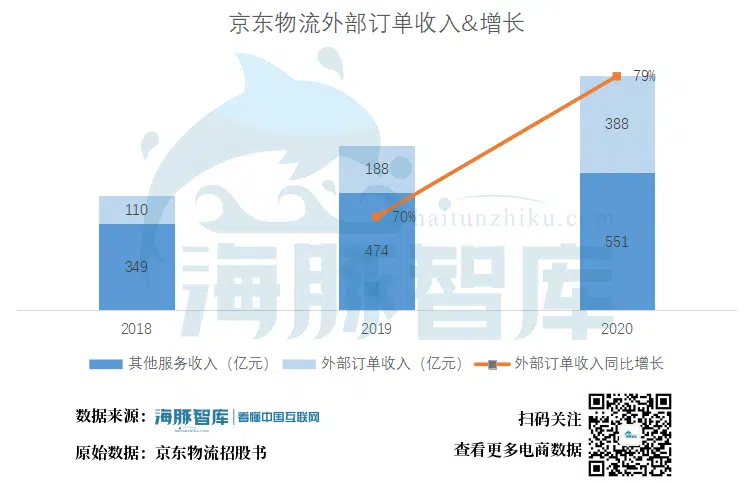 京东物流外部订单收入&增长
79%
388
188
110
70%
haitunzhiku.com
551
474
349
海豚智库
2018
2019
2020
其他服务收入（亿元）
外部订单收入（亿元）
外部订单收入同比增长
数据来源：海豚智库 看懂中国互联网
haitunzhiku.com
扫码关注
原始数据：京东物流招股书
查看更多电商数据